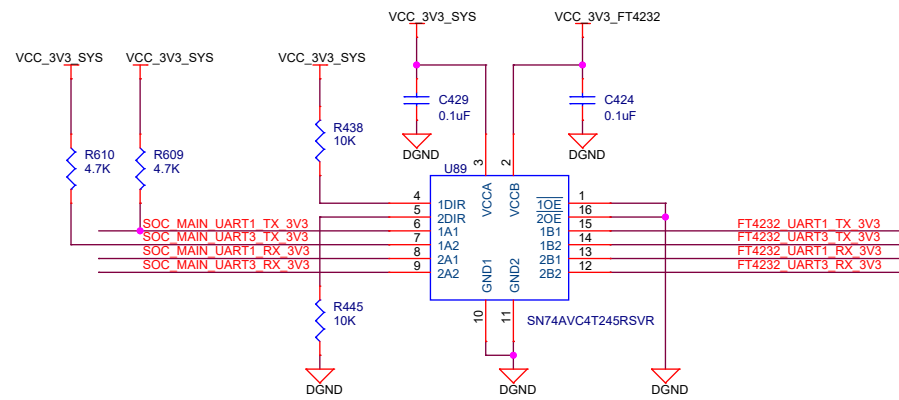 VCC_3V3_SYS
VCC_3V3_FT4232
VCC_3V3_SYS
VCC_3V3_SYS
VCC_3V3_SYS
C429
0.1uF
C424
0.1uF
R438
10K
DGND
DGND
R610
4.7K
R609
4.7K
U89
3
2
VCCA
VCCB
4
1DIR
1OE
1
5
2DIR
2OE
16
SOC_MAIN_UART1_TX_3V3
6
1A1
1B1
15
FT4232_UART1_TX_3V3
SOC_MAIN_UART3_TX_3V3
7
1A2
1B2
14
FT4232_UART3_TX_3V3
SOC_MAIN_UART1_RX_3V3
8
2A1
2B1
13
FT4232_UART1_RX_3V3
SOC_MAIN_UART3_RX_3V3
9
2A2
2B2
12
FT4232_UART3_RX_3V3
GND1
GND2
10
11
SN74AVC4T245RSVR
R445
10K
DGND
DGND
DGND